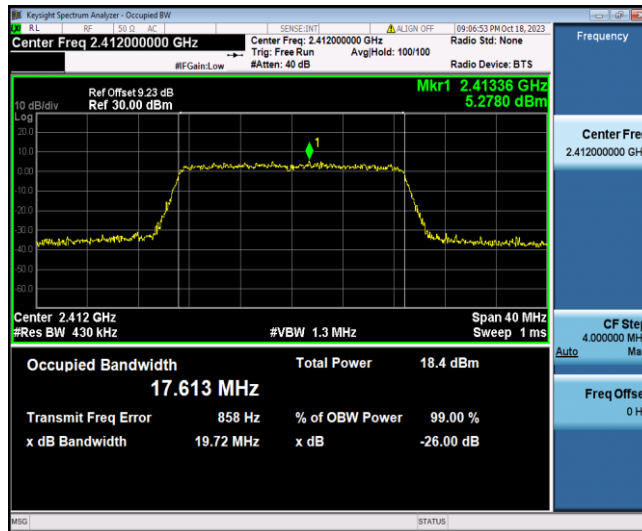 Keysight Spectrum Analyzer - Occupied BW
RL RF 50 Ω AC SENSE:INT ALIGN OFF 09:06:53 PM Oct 18, 2023
Center Freq 2.412000000 GHz
Center Freq: 2.412000000 GHz Radio Std: None
Trig: Free Run Avg|Hold: 100/100
#IFGain:Low #Atten: 40 dB Radio Device: BTS
Frequency
Mkr1 2.41336 GHz
5.2780 dBm
Ref Offset 9.23 dB
10 dB/div Ref 30.00 dBm
Log
20.0
10.0
0.00
-10.0
-20.0
-30.0
-40.0
-50.0
-60.0
1
Center 2.412 GHz Span 40 MHz
#Res BW 430 kHz #VBW 1.3 MHz Sweep 1 ms
Center Fre
2.412000000 GH
CF Step
4.000000 MH
Auto Ma
Freq Offse
0 H
Occupied Bandwidth Total Power 18.4 dBm
17.613 MHz
Transmit Freq Error 858 Hz % of OBW Power 99.00 %
x dB Bandwidth 19.72 MHz x dB -26.00 dB
MSG STATUS